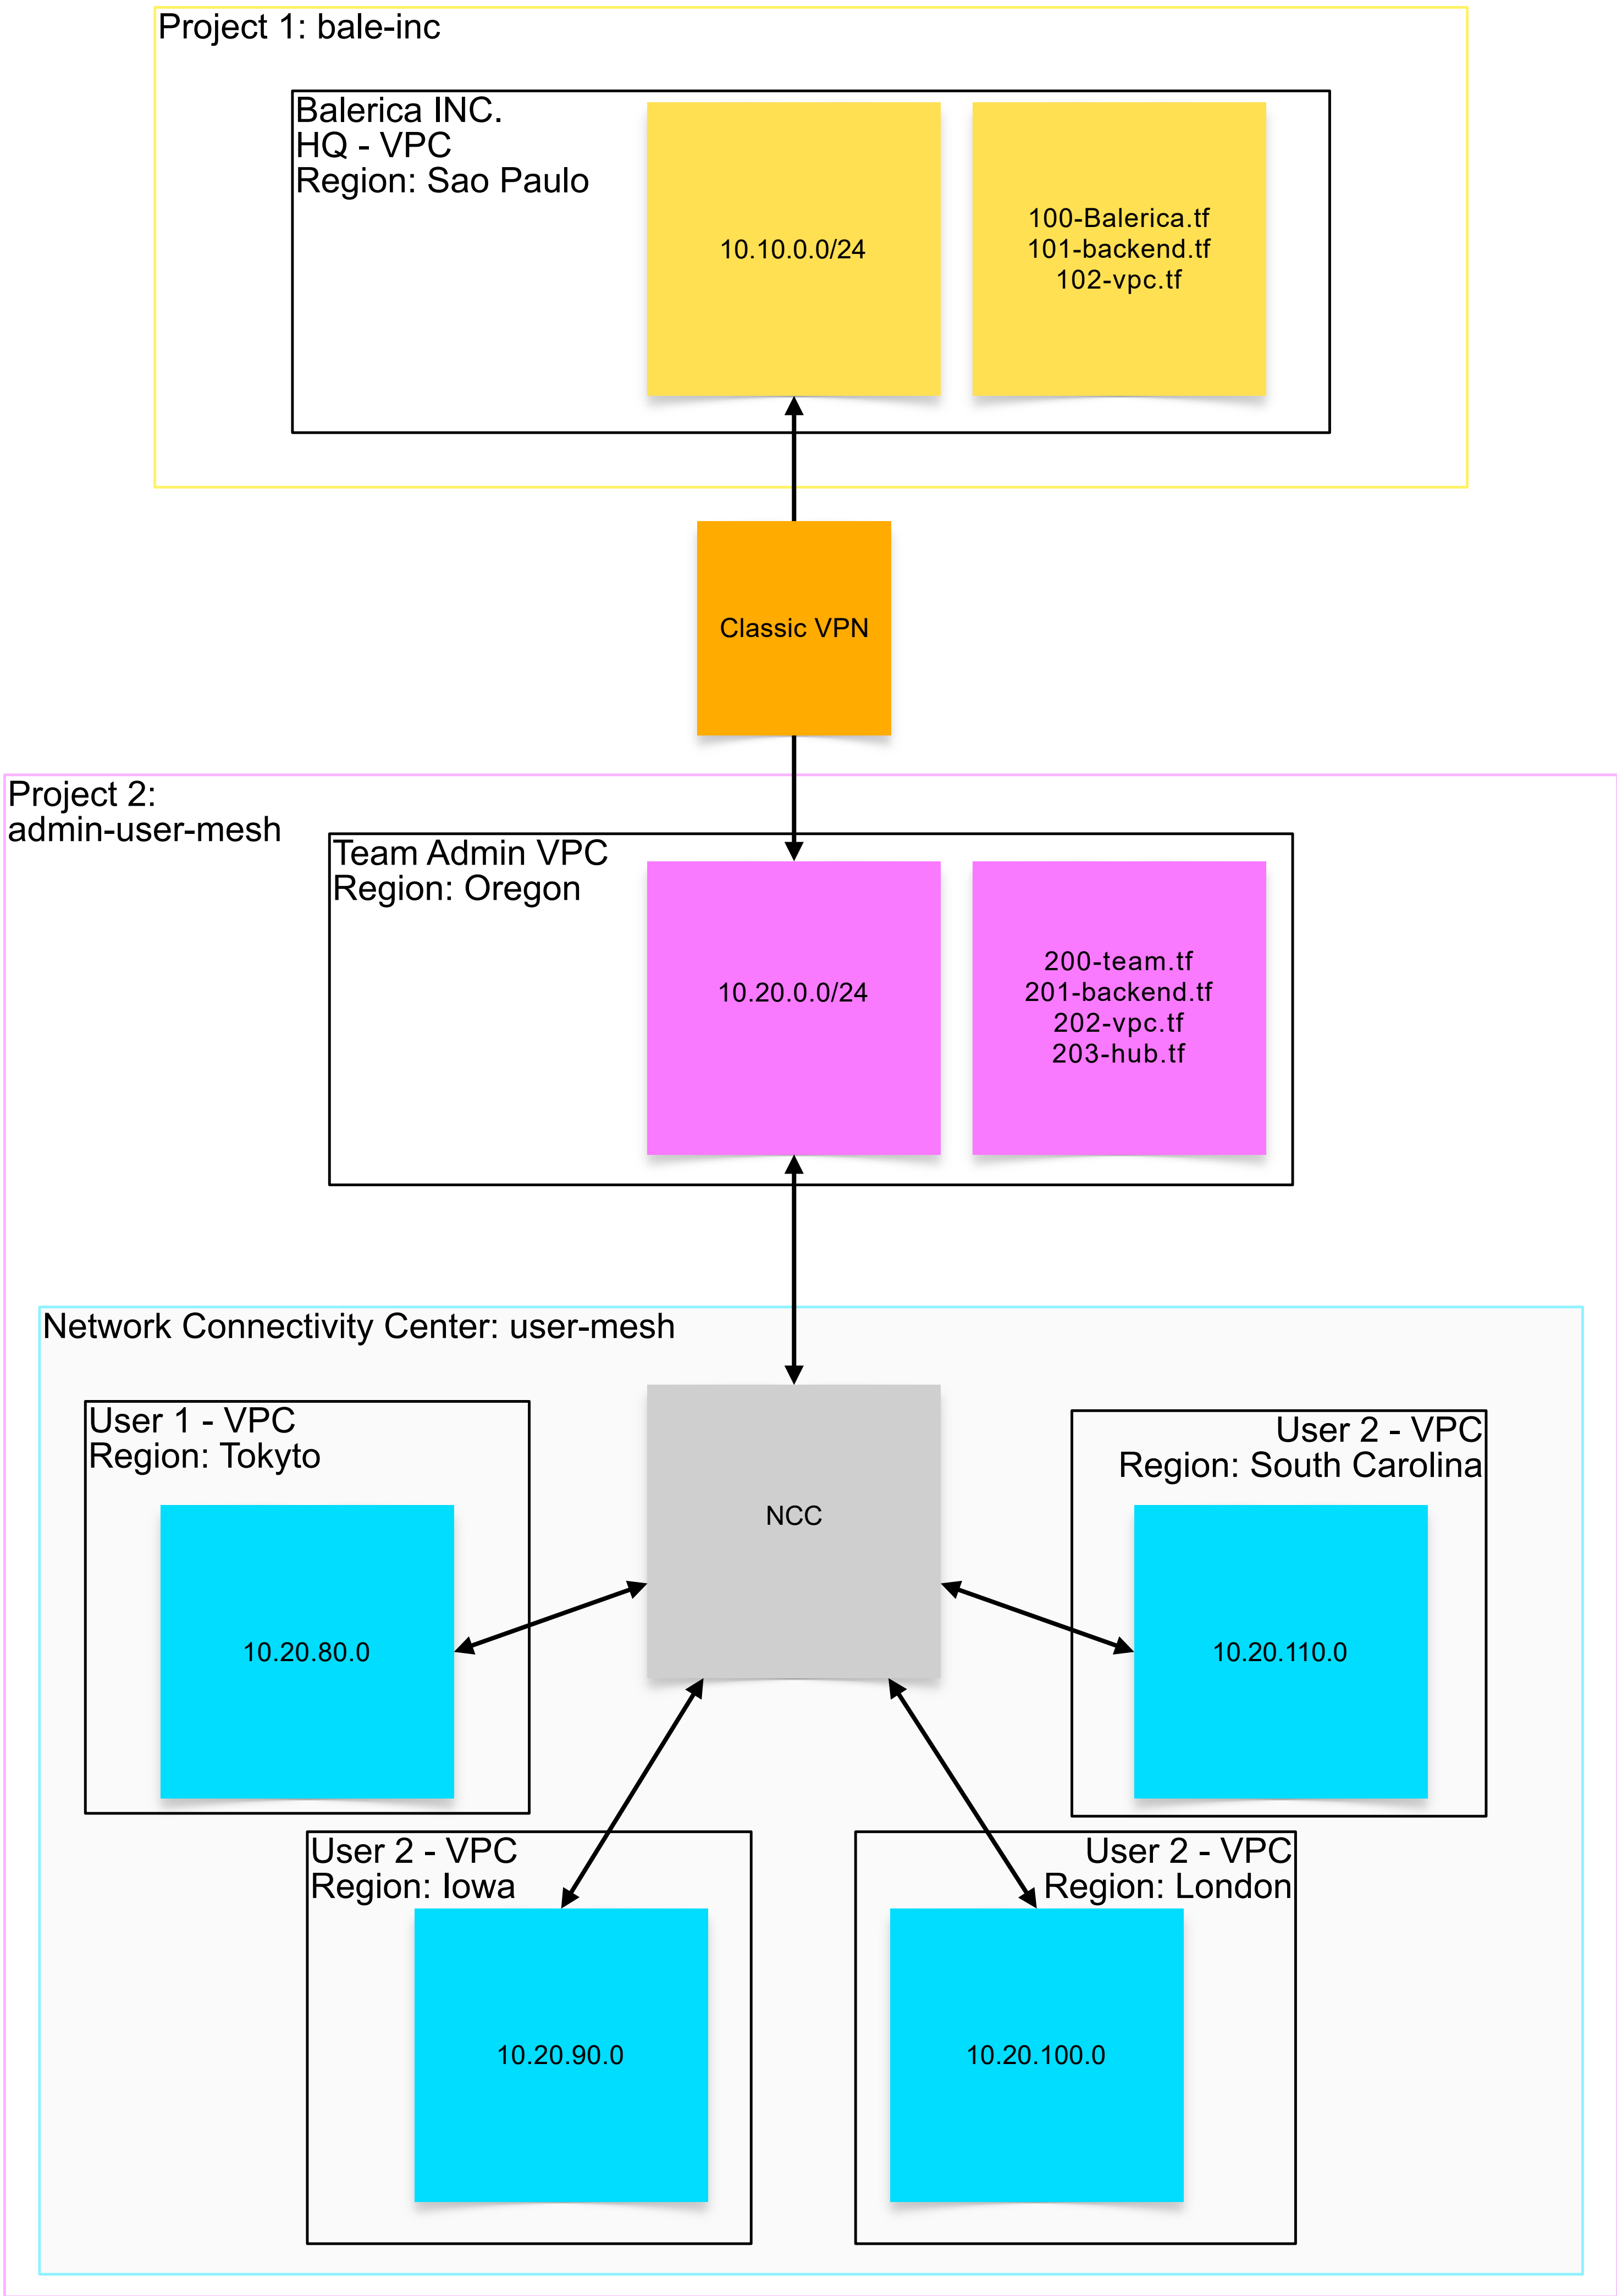 Project 1: bale-inc
Balerica INC.
HQ - VPC
Region: Sao Paulo
10.10.0.0/24
100-Balerica.tf
101-backend.tf
102-vpc.tf
Classic VPN
Project 2:
admin-user-mesh
Team Admin VPC
Region: Oregon
10.20.0.0/24
200-team.tf
201-backend.tf
202-vpc.tf
203-hub.tf
Network Connectivity Center: user-mesh
User 1 - VPC
Region: Tokyto
10.20.80.0
NCC
User 2 - VPC
Region: South Carolina
10.20.110.0
User 2 - VPC
Region: Iowa
10.20.90.0
User 2 - VPC
Region: London
10.20.100.0